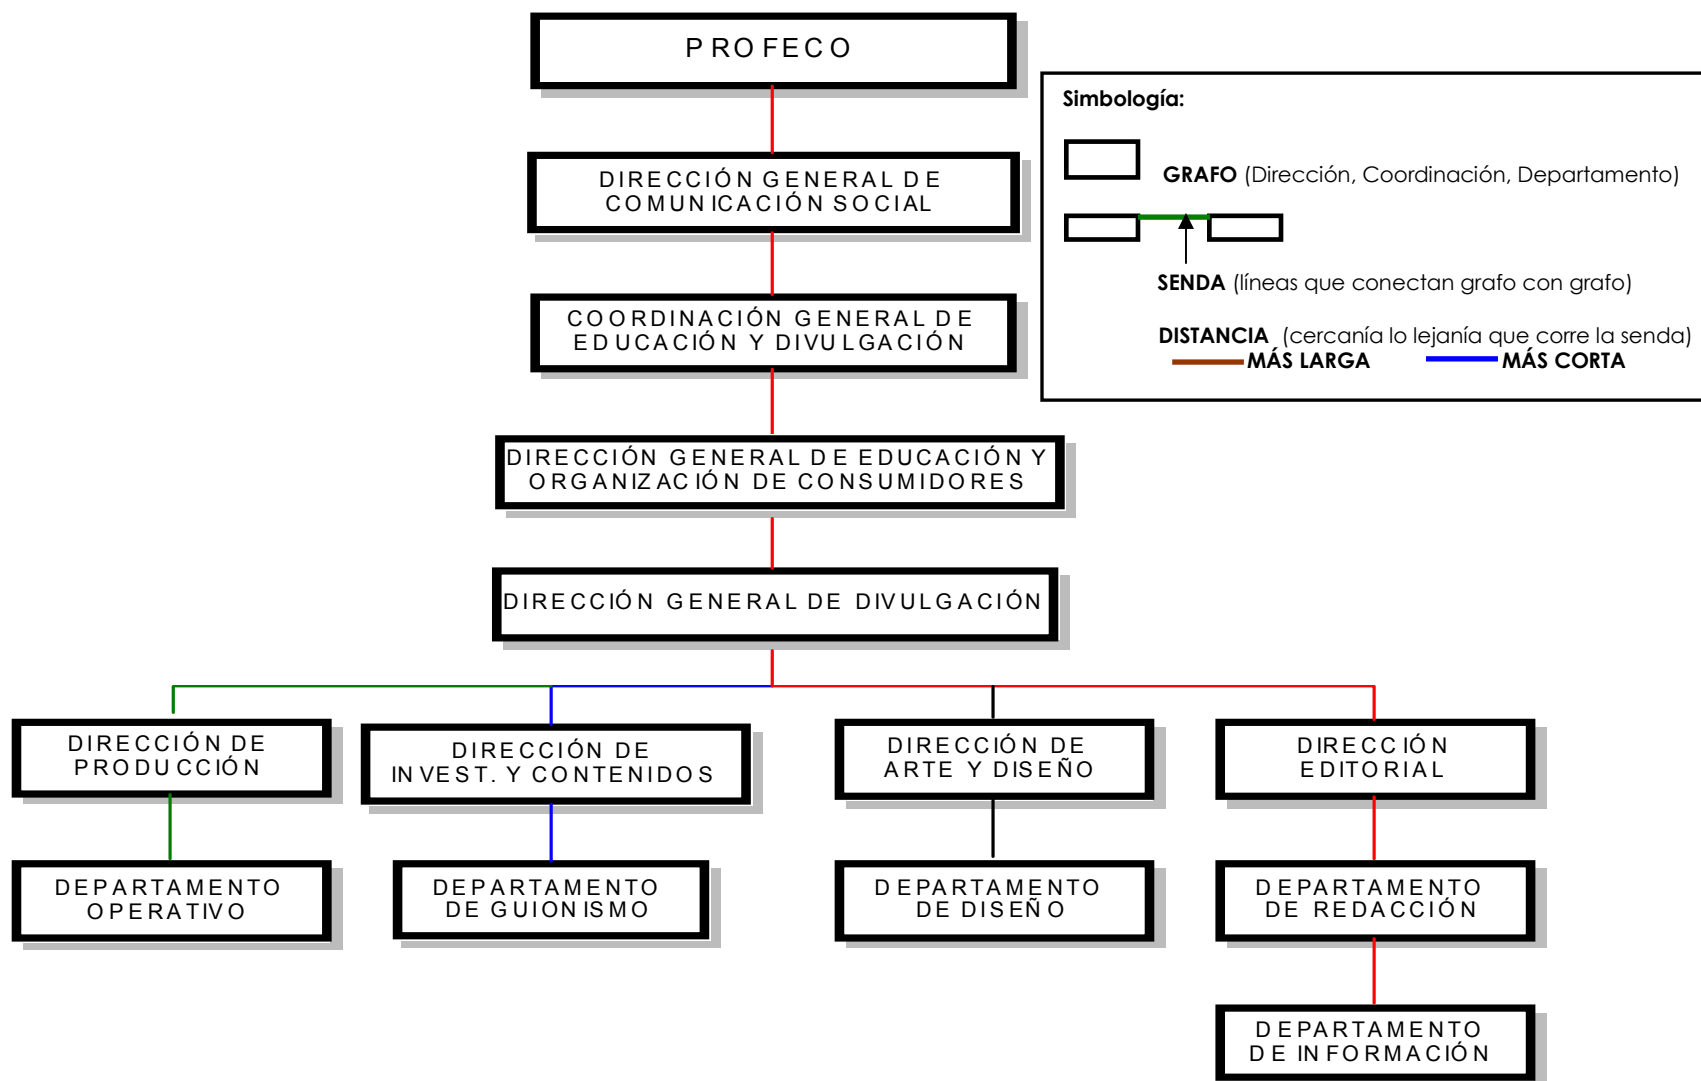 PROFECO
Simbología:
GRAFO (Dirección, Coordinación, Departamento)
SENDA (líneas que conectan grafo con grafo)
DISTANCIA (cercanía lo lejanía que corre la senda)
MÁS LARGA MÁS CORTA
DIRECCIÓN GENERAL DE
COMUNICACIÓN SOCIAL
COORDINACIÓN GENERAL DE
EDUCACIÓN Y DIVULGACIÓN
DIRECCIÓN GENERAL DE EDUCACIÓN Y
ORGANIZACIÓN DE CONSUMIDORES
DIRECCIÓN GENERAL DE DIVULGACIÓN
DIRECCIÓN DE
PRODUCCIÓN
DIRECCIÓN DE
INVEST. Y CONTENIDOS
DIRECCIÓN DE
ARTE Y DISEÑO
DIRECCIÓN
EDITORIAL
DEPARTAMENTO
OPERATIVO
DEPARTAMENTO
DE GUIONISMO
DEPARTAMENTO
DE DISEÑO
DEPARTAMENTO
DE REDACCIÓN
DEPARTAMENTO
DE INFORMACIÓN